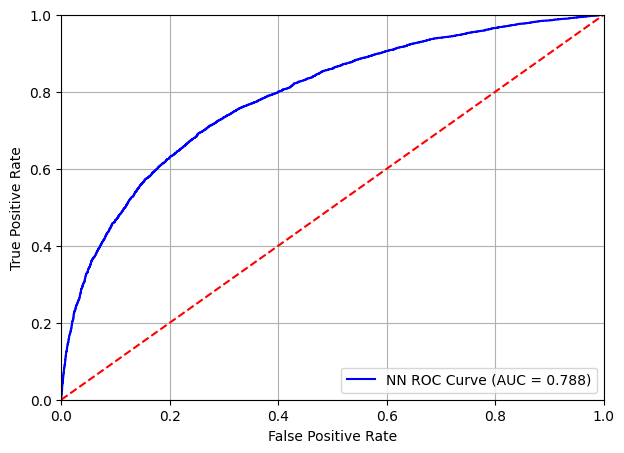 1.0
0.8
0.6
0.4
0.2
0.0
True Positive Rate
NN ROC Curve (AUC = 0.788)
0.0 0.2 0.4 0.6 0.8 1.0
False Positive Rate